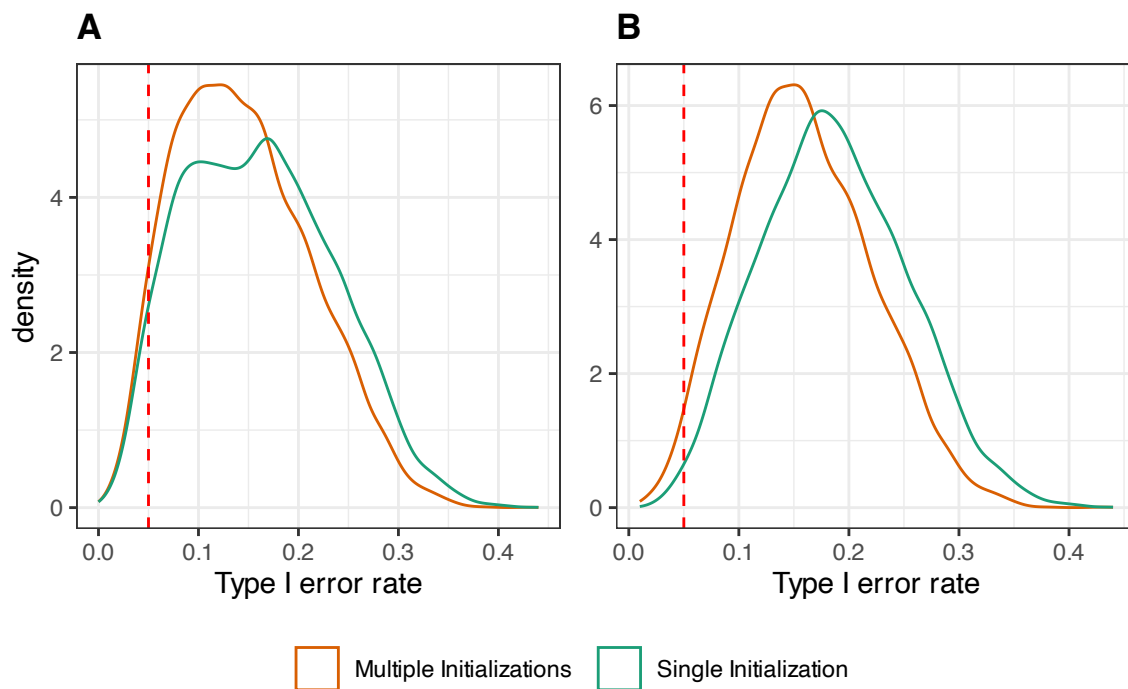 A
B
density
4
2
0
0.0 0.1 0.2 0.3 0.4
Type I error rate
6
4
2
0
0.0 0.1 0.2 0.3 0.4
Type I error rate
Multiple Initializations
Single Initialization